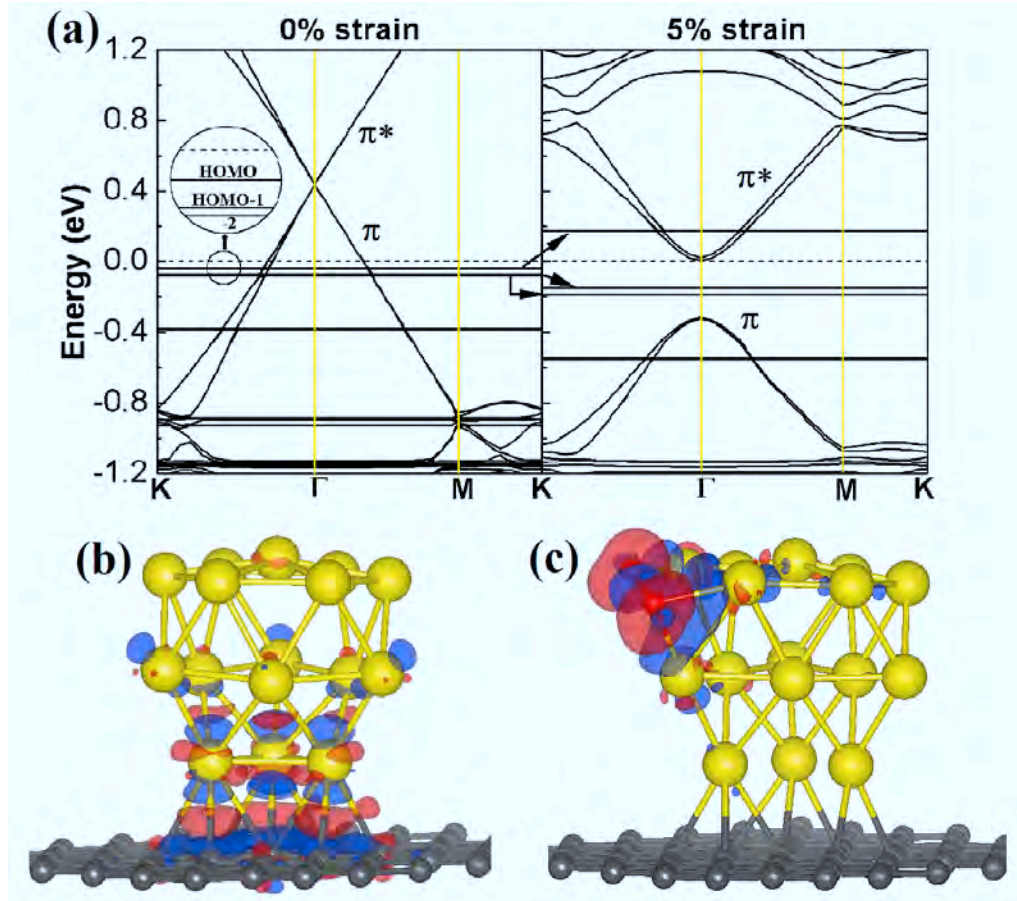 (a)
0% strain
5% strain
Energy (eV)
1.2
0.8
0.4
0.0
-0.4
-0.8
-1.2
HOMO
HOMO-1
-2
π*
π
π*
π
K
Γ
M
K
Γ
M
K
(b)
(c)